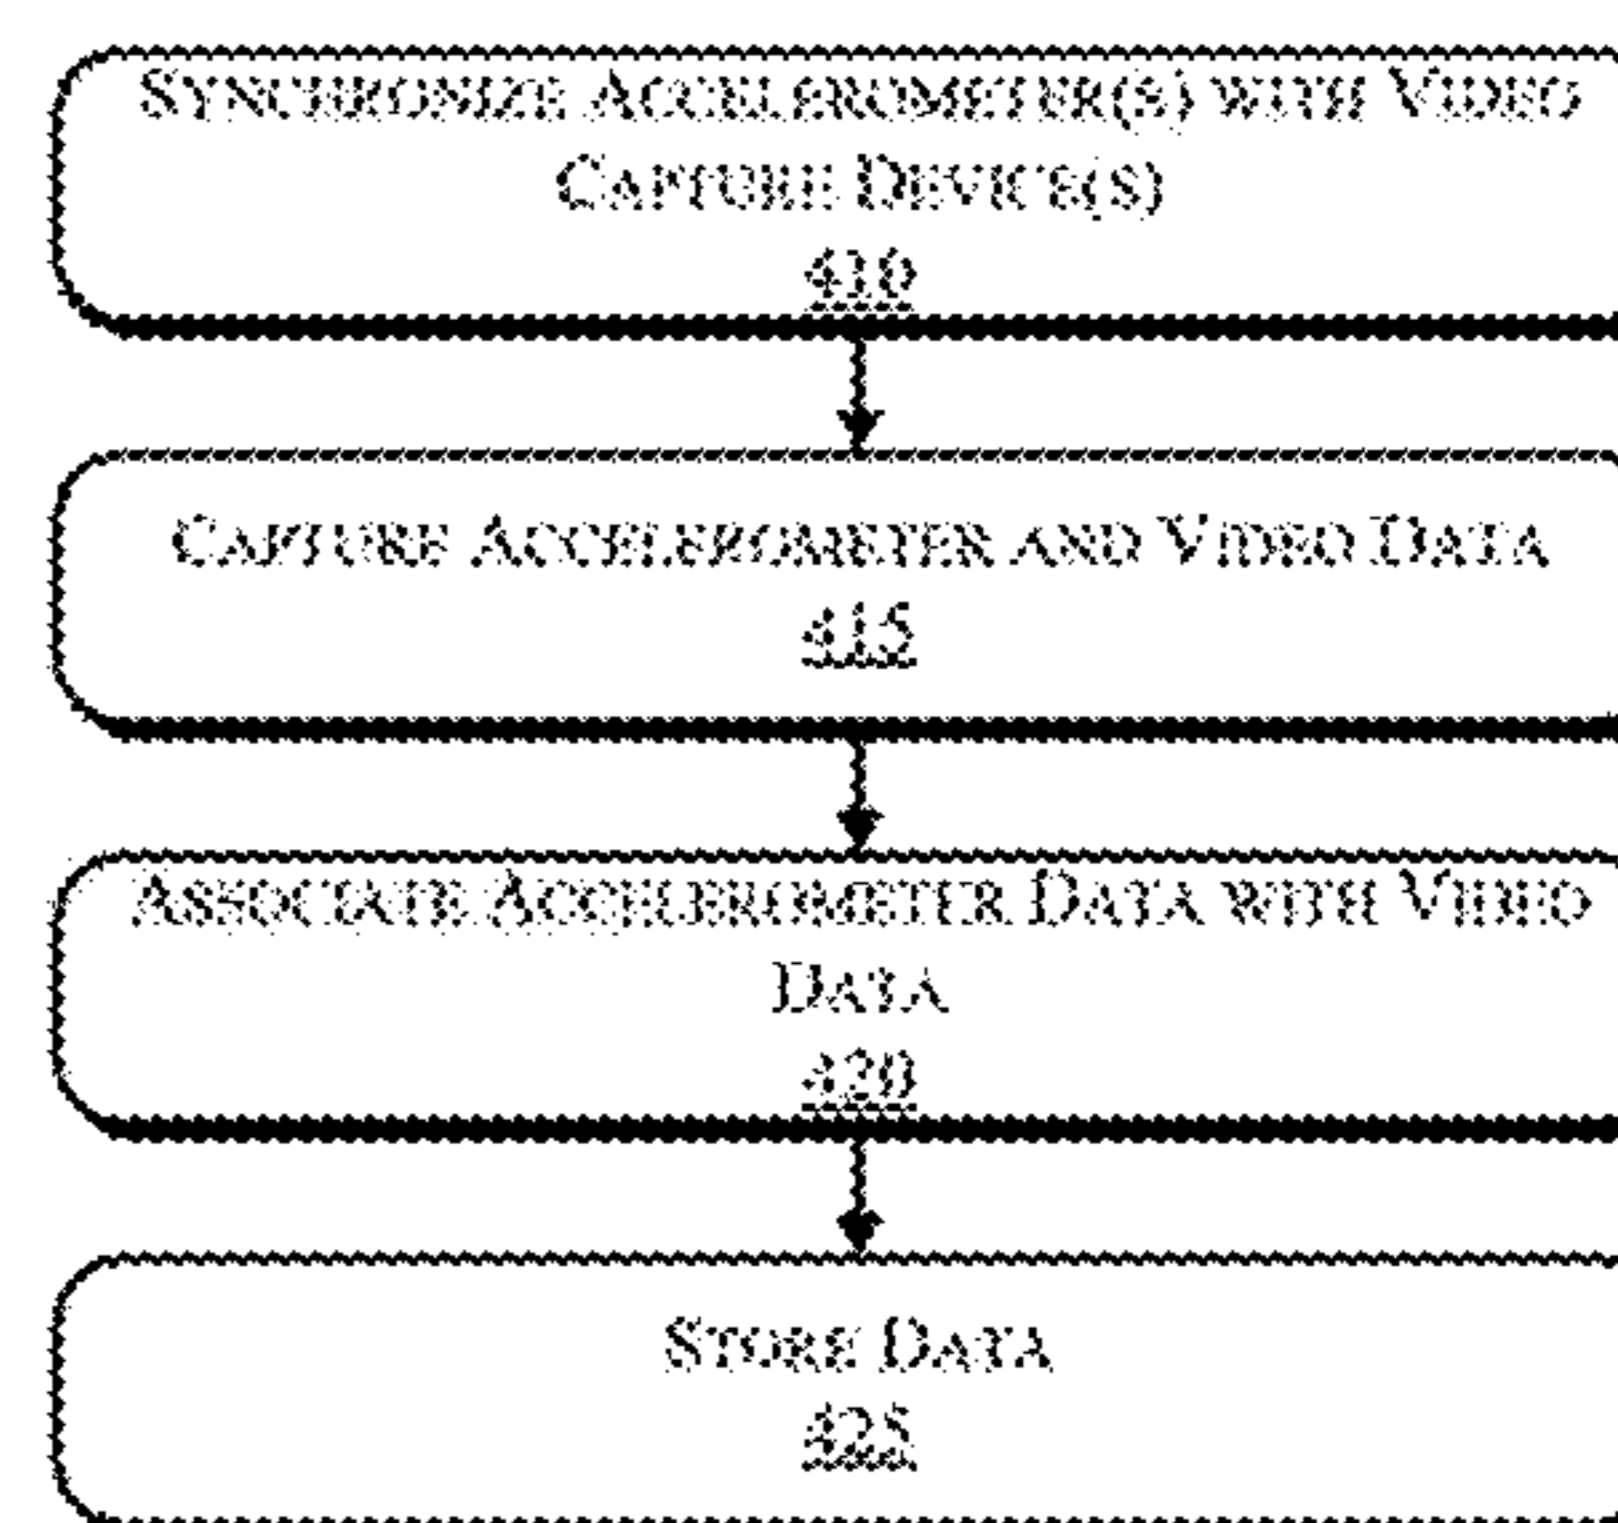 SYNCHRONIZE ACCELEROMETER(S) WITH VIDEO
CAPTURE DEVICE(S)
410
CAPTURE ACCELEROMETER AND VIDEO DATA
415
ASSOCIATE ACCELEROMETER DATA WITH VIDEO
DATA
420
STORE DATA
425